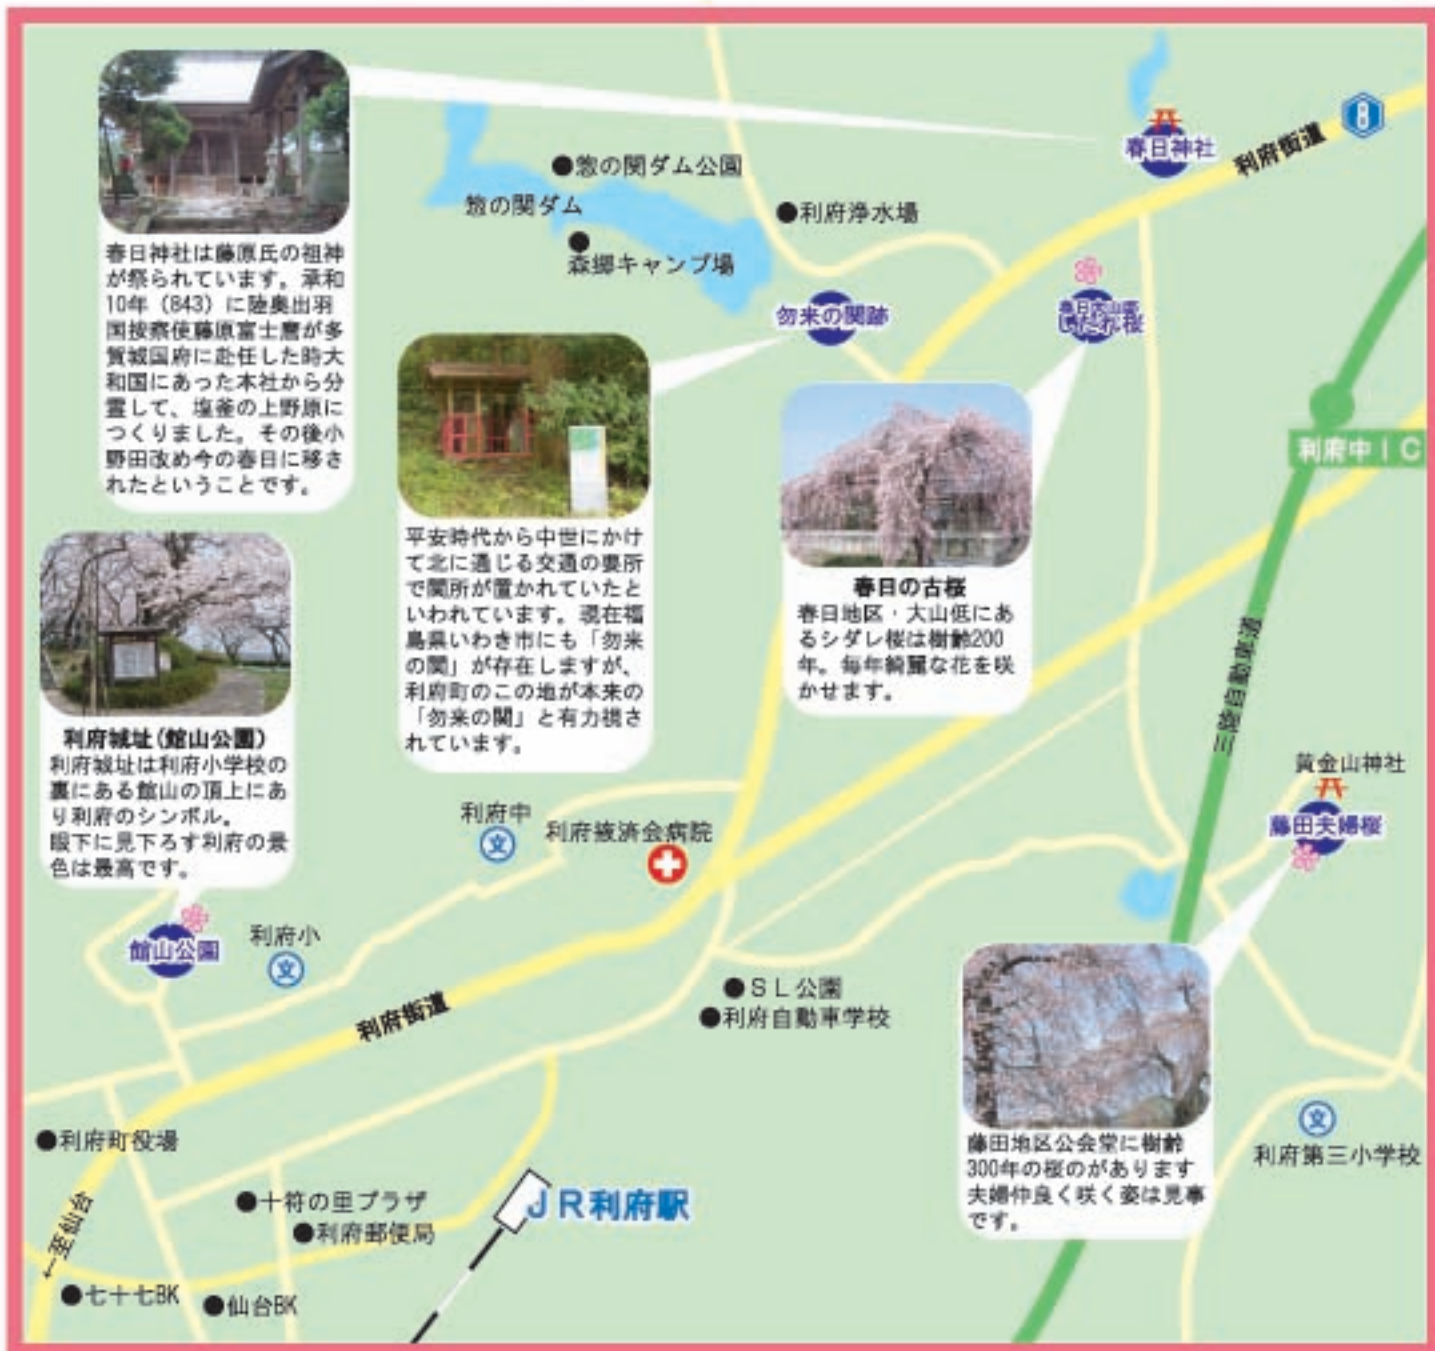 8
春日神社
利府街道
惣の関ダム公園
惣の関ダム
利府浄水場
森郷キャンプ場
春日神社は藤原氏の祖神
が祭られています。承和
10年（843）に陸奥出羽
国按察使藤原富士麿が多
賀城国府に赴任した時大
和国にあった本社から分
霊して、塩釜の上野原に
つくりました。その後小
野田改め今の春日に移さ
れたということです。
勿来の関跡
しだれ桜
利府中IC
平安時代から中世にかけ
て北に通じる交通の要所
で関所が置かれていたと
いわれています。現在福
島県いわき市にも「勿来
の関」が存在しますが、
利府町のこの地が本来の
「勿来の関」と有力視さ
れています。
春日の古桜
春日地区・大山低にあ
るシダレ桜は樹齢200
年。毎年綺麗な花を咲
かせます。
三陸自動車道
利府城址(館山公園)
利府城址は利府小学校の
裏にある館山の頂上にあ
り利府のシンボル。
眼下に見下ろす利府の景
色は最高です。
黄金山神社
藤田夫婦桜
利府中
文
利府掖済会病院
館山公園
利府小
文
利府街道
SL公園
利府自動車学校
藤田地区公会堂に樹齢
300年の桜のがあります
夫婦仲良く咲く姿は見事
です。
文
利府第三小学校
利府町役場
←至仙台
十符の里プラザ
利府郵便局
JR利府駅
七十七BK
仙台BK